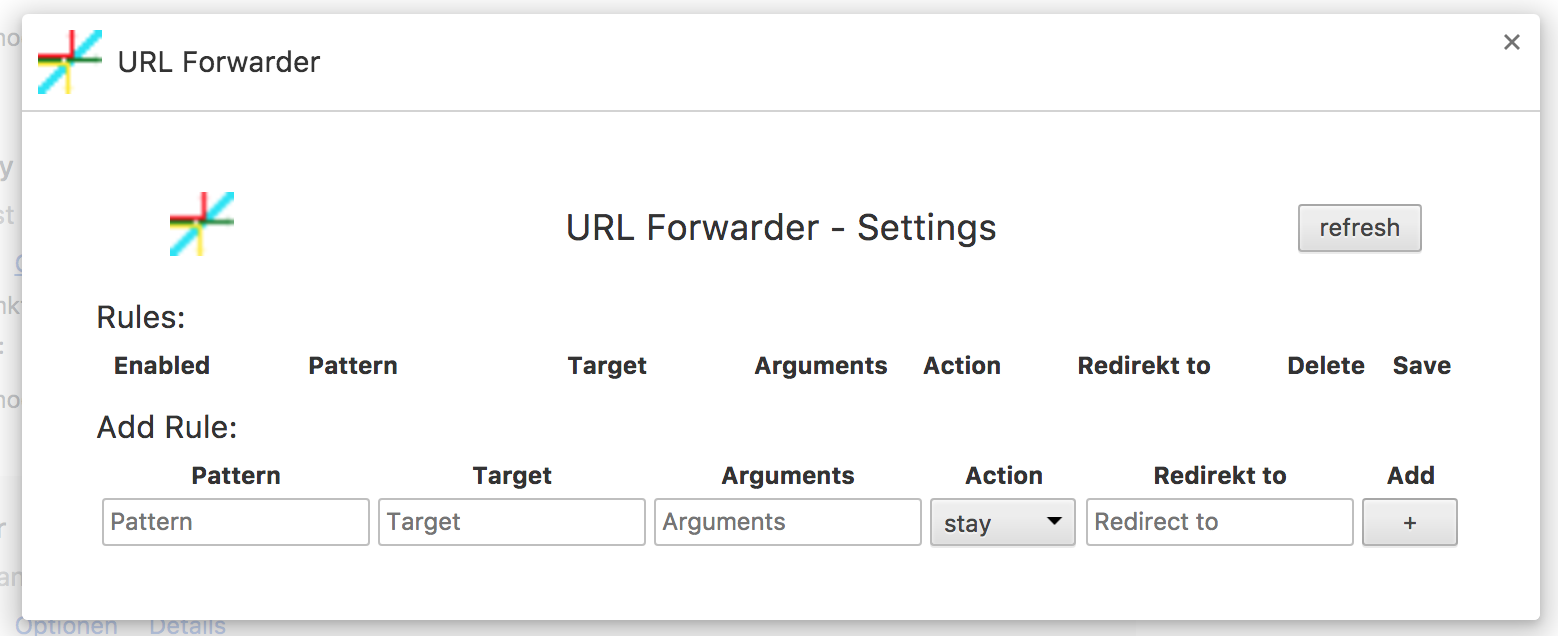 URL Forwarder
×
URL Forwarder - Settings
refresh
Rules:
Enabled Pattern Target Arguments Action Redirekt to Delete Save
Add Rule:
Pattern Target Arguments Action Redirekt to Add
Pattern Target Arguments stay Redirect to +
Optionen Details